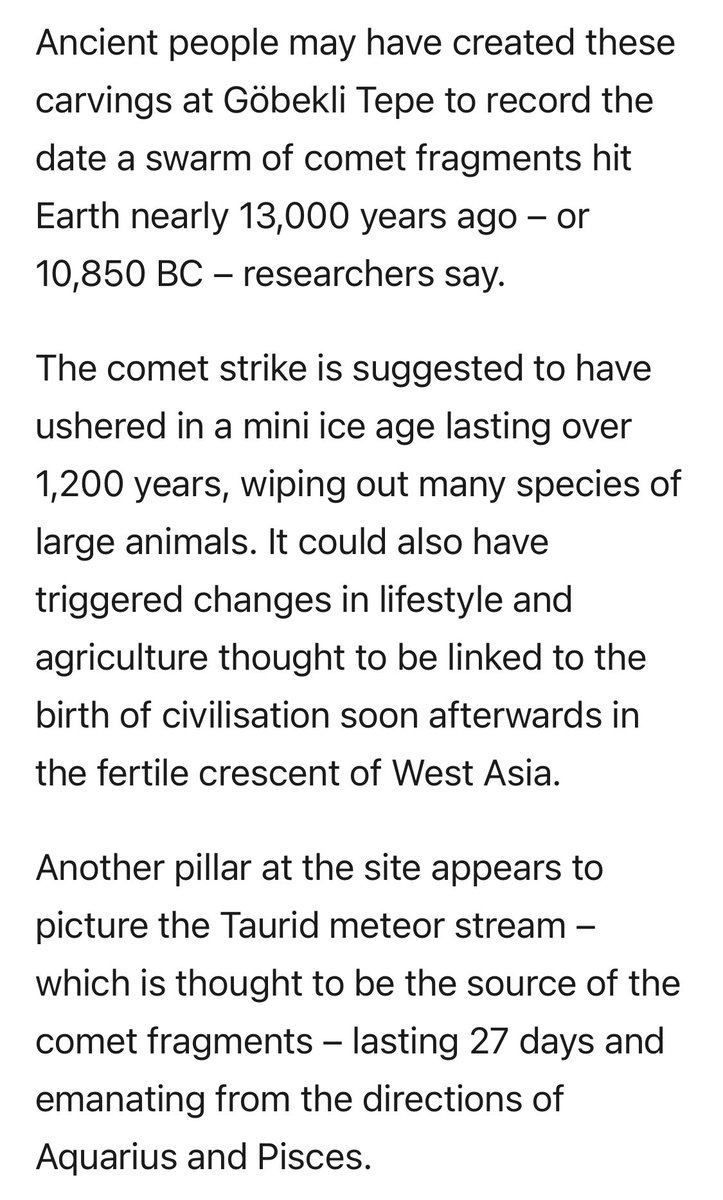 Ancient people may have created these
carvings at Göbekli Tepe to record the
date a swarm of comet fragments hit
Earth nearly 13,000 years ago – or
10,850 BC – researchers say.
The comet strike is suggested to have
ushered in a mini ice age lasting over
1,200 years, wiping out many species of
large animals. It could also have
triggered changes in lifestyle and
agriculture thought to be linked to the
birth of civilisation soon afterwards in
the fertile crescent of West Asia.
Another pillar at the site appears to
picture the Taurid meteor stream –
which is thought to be the source of the
comet fragments – lasting 27 days and
emanating from the directions of
Aquarius and Pisces.